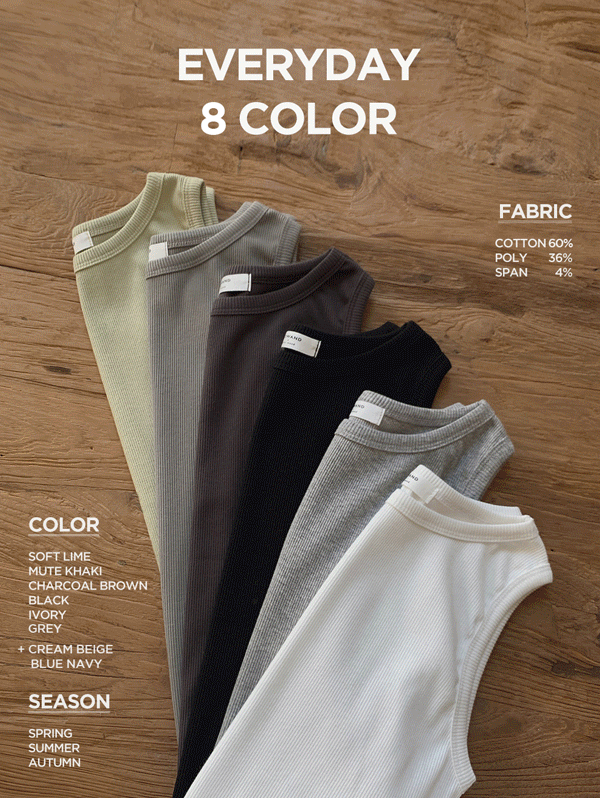 EVERYDAY
8 COLOR
FABRIC
COTTON 60%
POLY 36%
SPAN 4%
COLOR
SOFT LIME
MUTE KHAKI
CHARCOAL BROWN
BLACK
IVORY
GREY
+ CREAM BEIGE
BLUE NAVY
SEASON
SPRING
SUMMER
AUTUMN